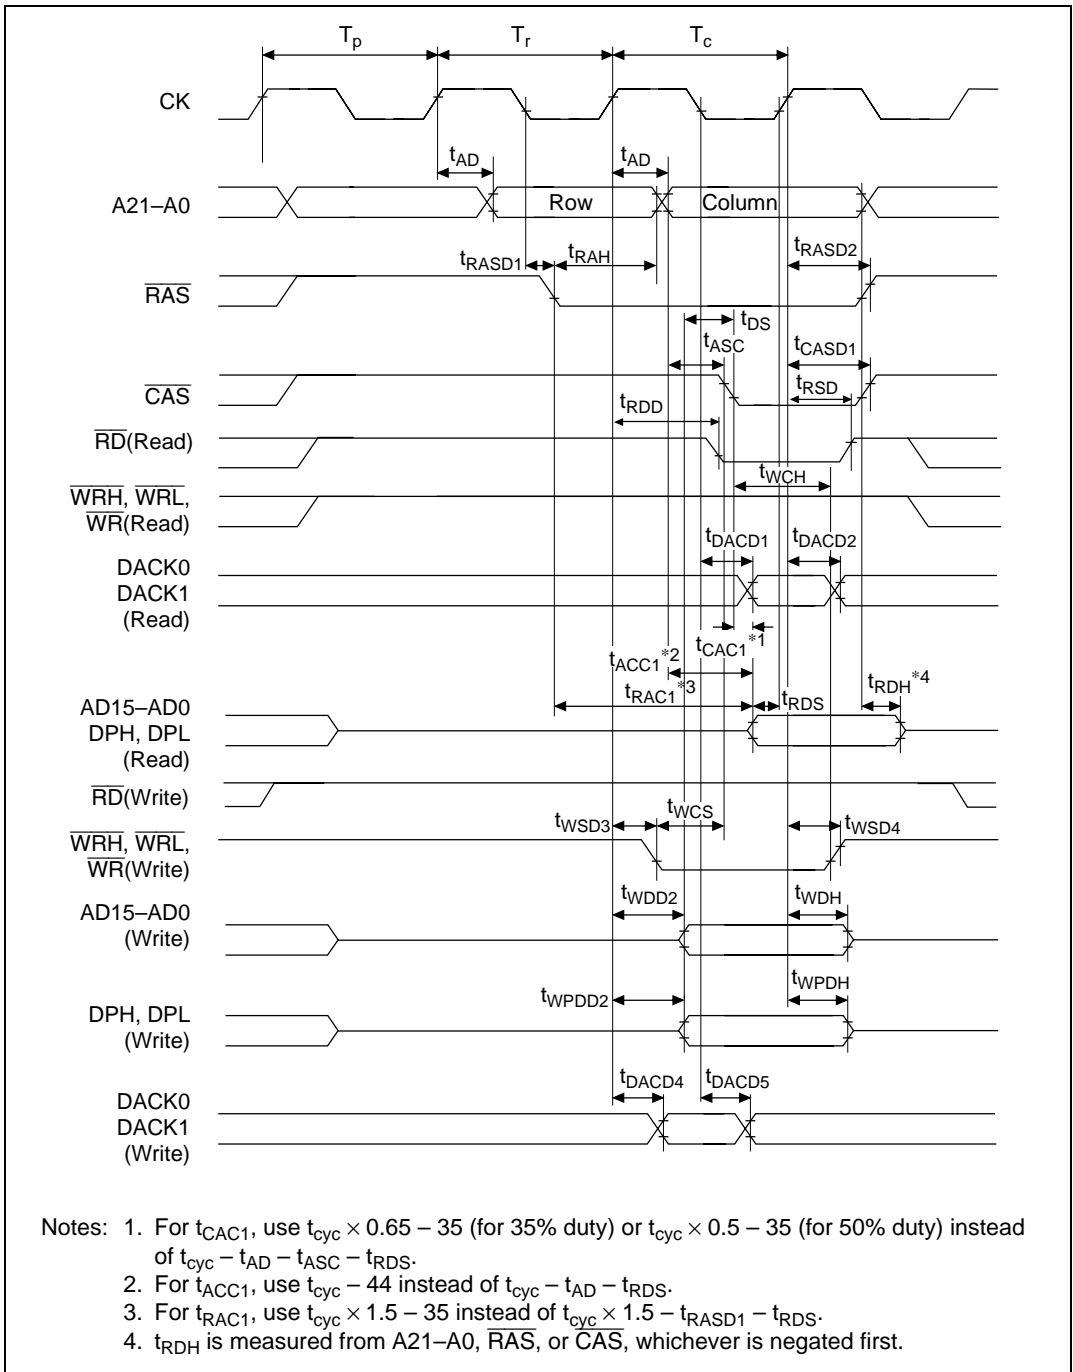 Tp Tr Tc
CK
tAD tAD
A21–A0 Row Column
tRASD1 tRAH tRASD2
RAS
tDS
tASC tCASD1
CAS
tRDD tRSD
RD(Read)
tWCH
WRH, WRL,
WR(Read)
tDACD1 tDACD2
DACK0
DACK1
(Read)
tCAC1*1
tACC1*2
tRAC1*3 tRDS tRDH*4
AD15–AD0
DPH, DPL
(Read)
RD(Write)
tWSD3 tWCS tWSD4
WRH, WRL,
WR(Write)
tWDD2 tWDH
AD15–AD0
(Write)
tWPDD2 tWPDH
DPH, DPL
(Write)
tDACD4 tDACD5
DACK0
DACK1
(Write)
Notes: 1. For tCAC1, use tcyc × 0.65 – 35 (for 35% duty) or tcyc × 0.5 – 35 (for 50% duty) instead
of tcyc – tAD – tASC – tRDS.
2. For tACC1, use tcyc – 44 instead of tcyc – tAD – tRDS.
3. For tRAC1, use tcyc × 1.5 – 35 instead of tcyc × 1.5 – tRASD1 – tRDS.
4. tRDH is measured from A21–A0, RAS, or CAS, whichever is negated first.